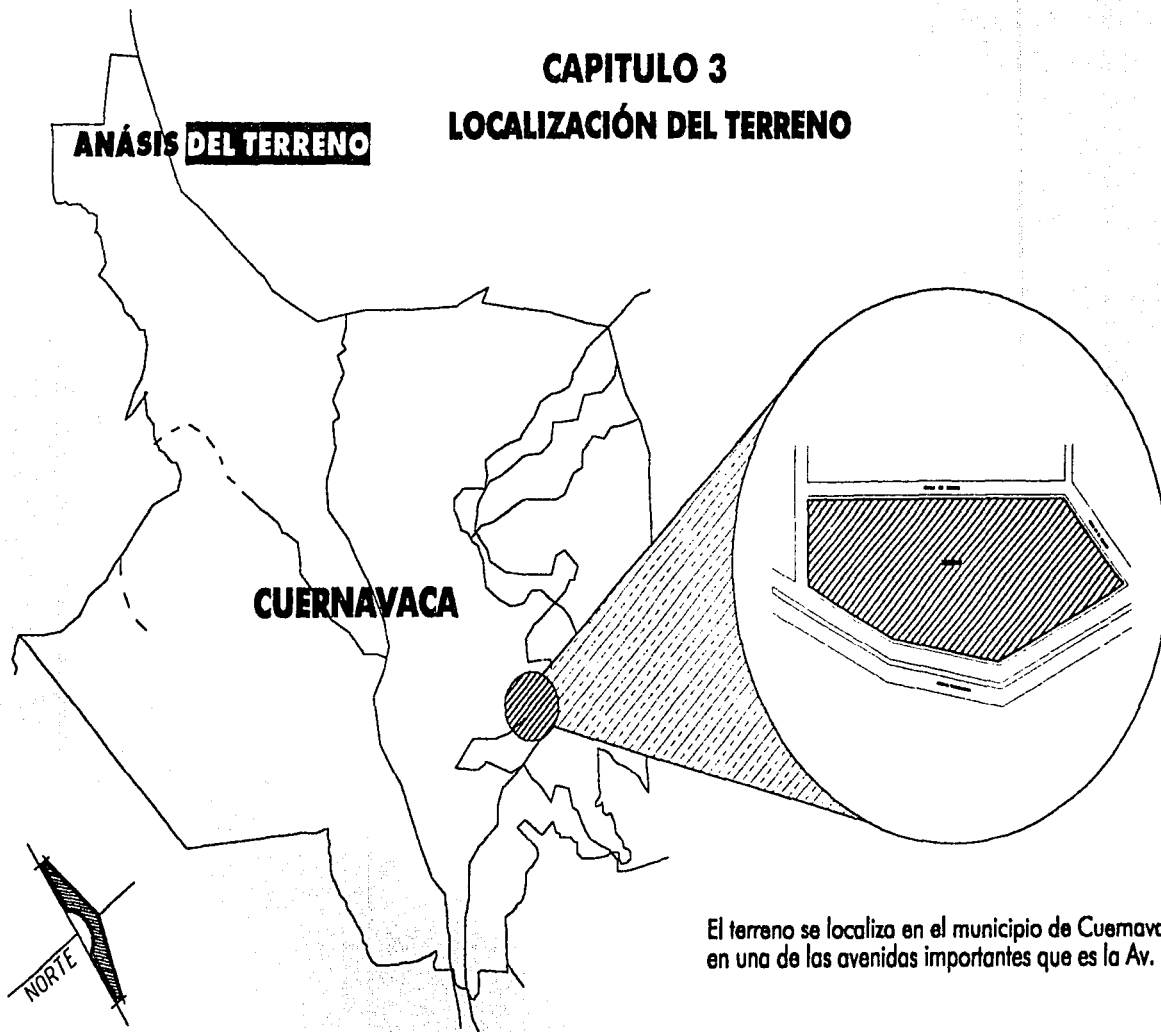 CAPITULO 3
LOCALIZACIÓN DEL TERRENO
ANÁSIS DEL TERRENO
CUERNAVACA
NORTE
El terreno se localiza en el municipio de Cuernava
en una de las avenidas importantes que es la Av.